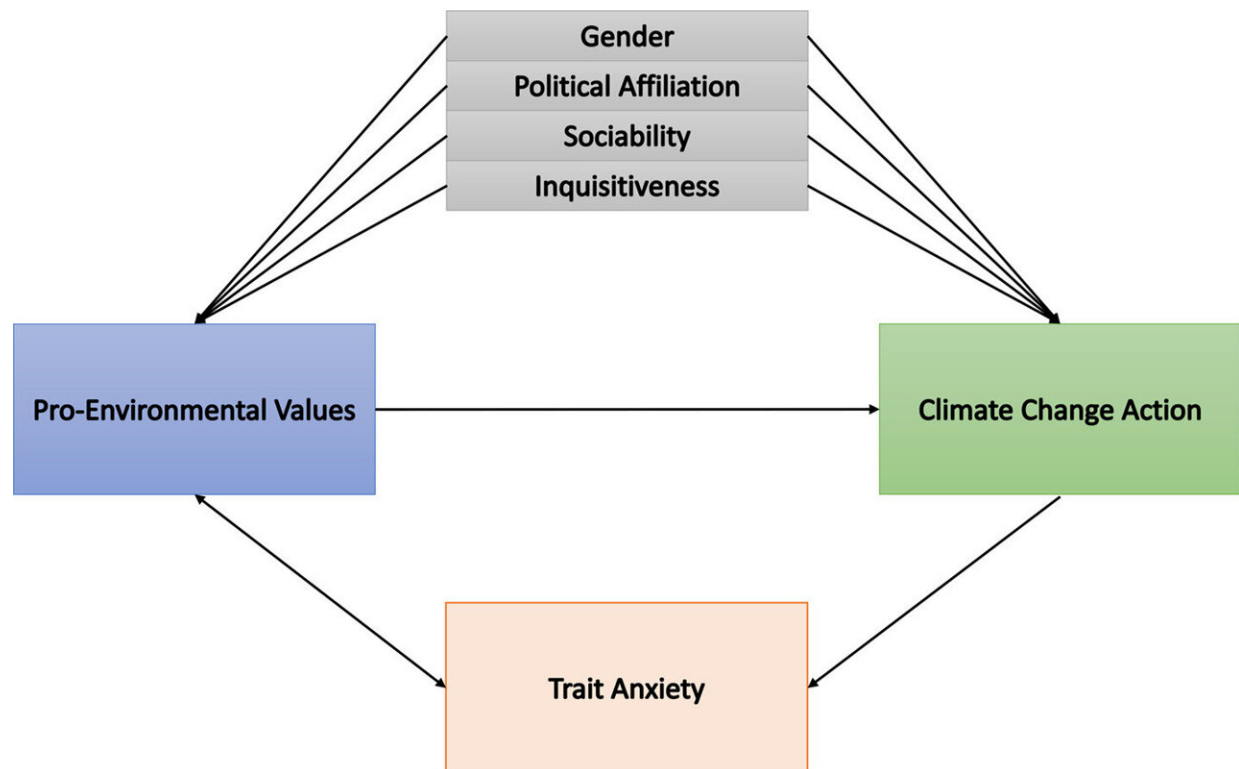 Gender
Political Affiliation
Sociability
Inquisitiveness
Pro-Environmental Values
Climate Change Action
Trait Anxiety